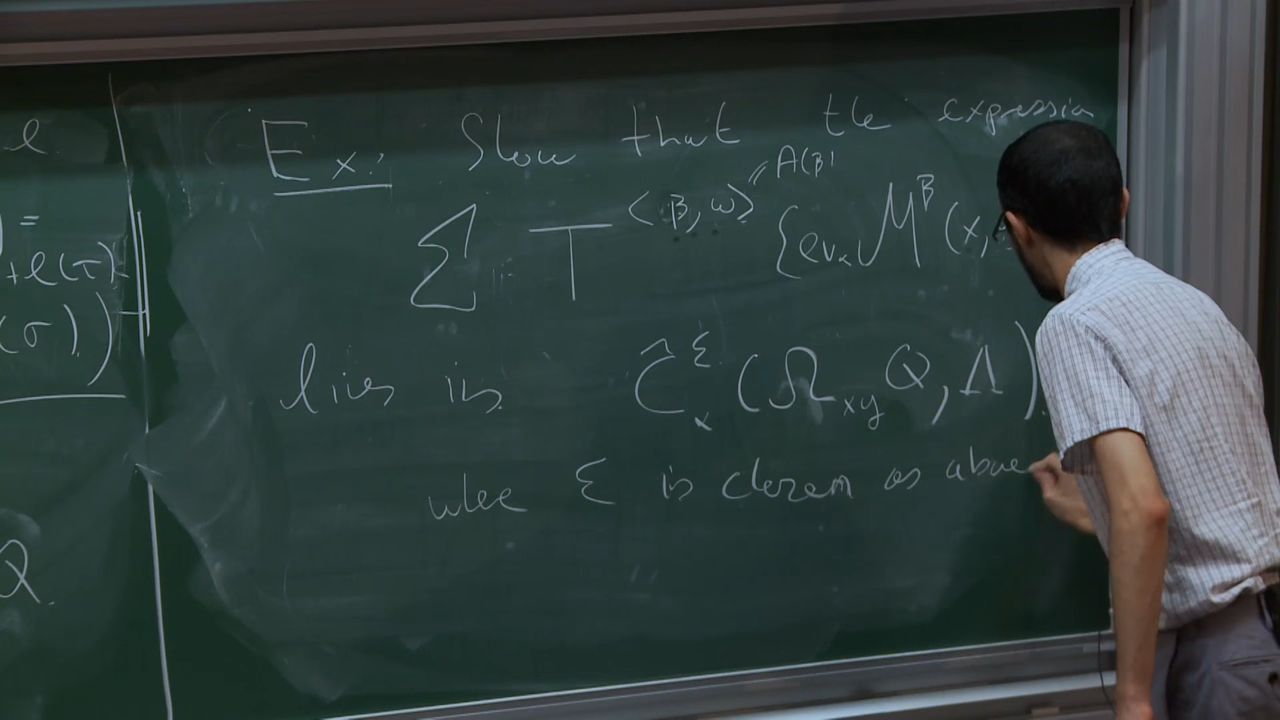 l.
) =
+ℓ(τ)
(σ))
Q.
Ex: Show that the expression
Σ T^{<β, ω>} {ev_* M^β (x,
= A(β)
lies in Ĉ^ε_* (Ω_{xy} Q, Λ).
where ε is chosen as above